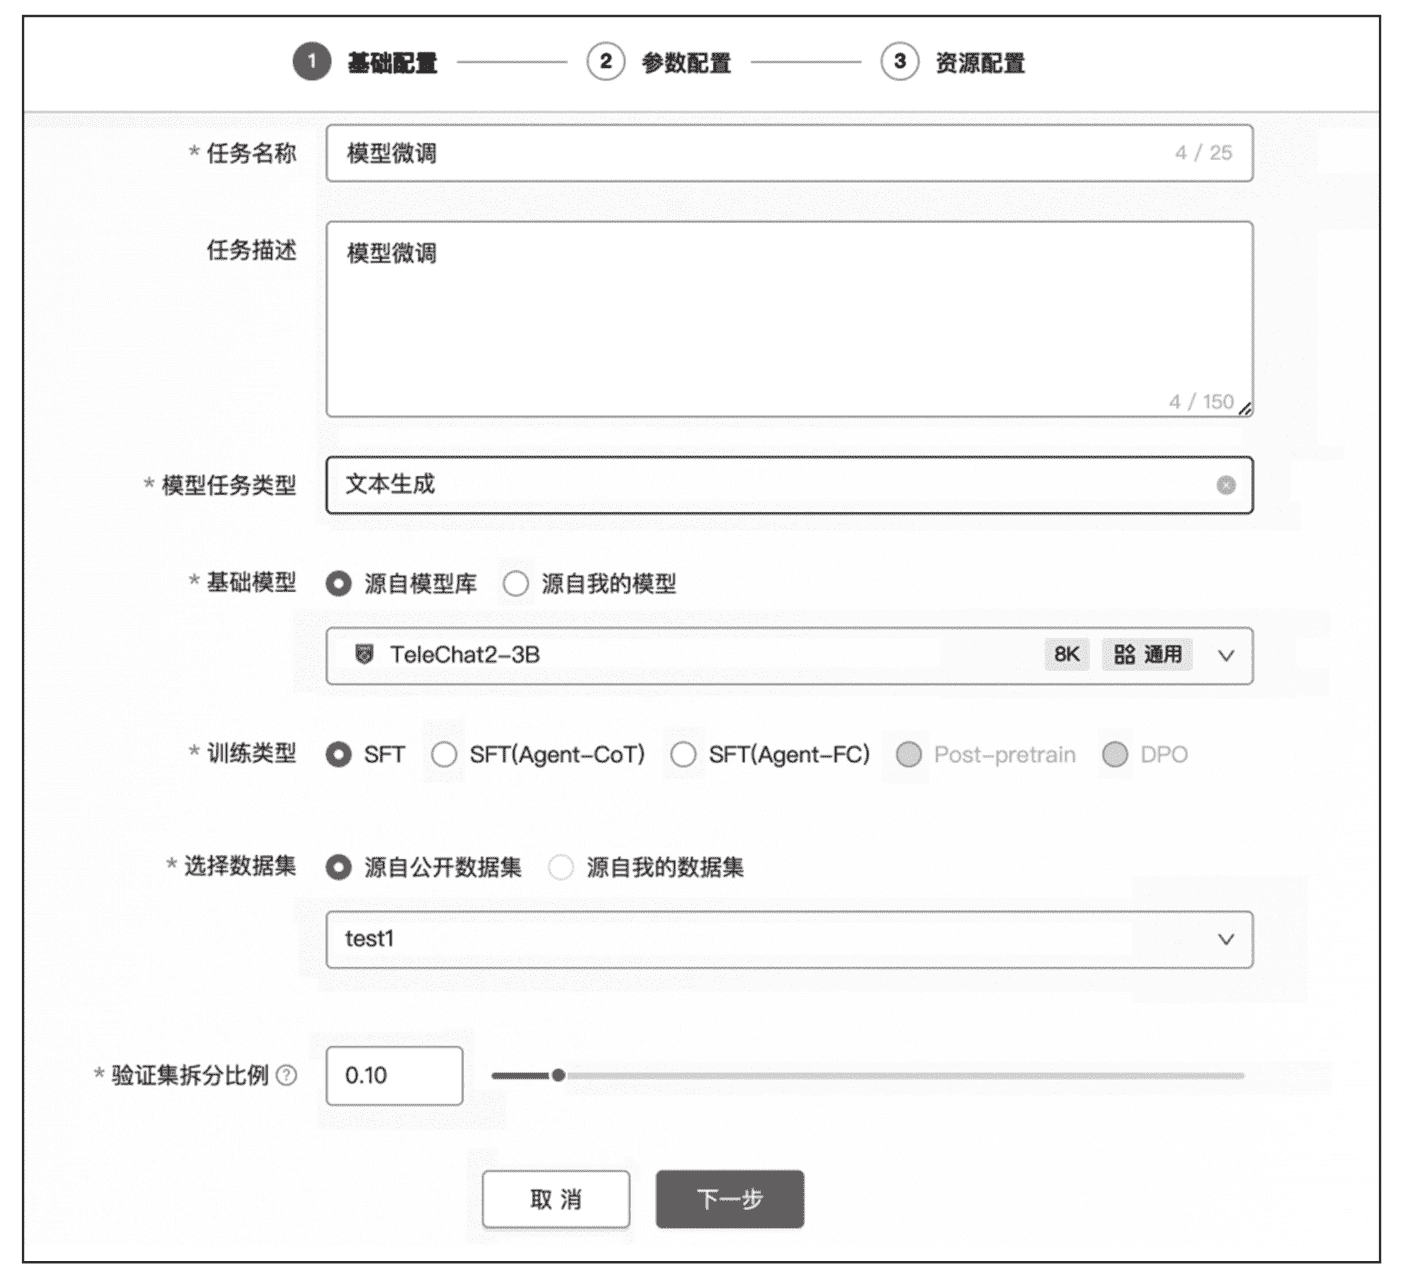 1 基础配置 2 参数配置 3 资源配置
* 任务名称 模型微调 4 / 25
任务描述 模型微调
4 / 150
* 模型任务类型 文本生成
* 基础模型 源自模型库 源自我的模型
TeleChat2-3B 8K 通用
* 训练类型 SFT SFT(Agent-CoT) SFT(Agent-FC) Post-pretrain DPO
* 选择数据集 源自公开数据集 源自我的数据集
test1
* 验证集拆分比例 ? 0.10
取 消 下一步